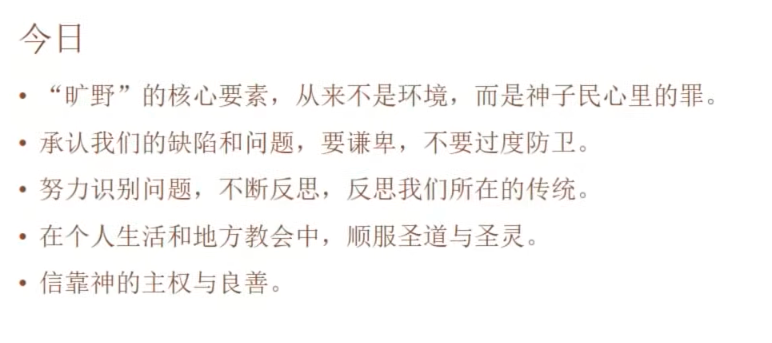 今日
• “旷野”的核心要素，从来不是环境，而是神子民心里的罪。
• 承认我们的缺陷和问题，要谦卑，不要过度防卫。
• 努力识别问题，不断反思，反思我们所在的传统。
• 在个人生活和地方教会中，顺服圣道与圣灵。
• 信靠神的主权与良善。